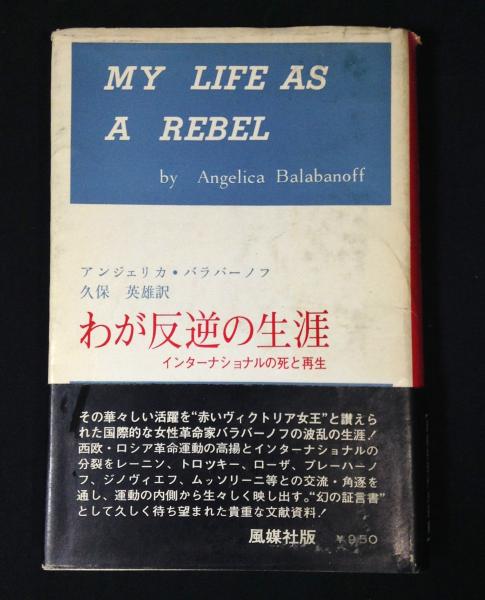 MY LIFE AS
A REBEL
by Angelica Balabanoff
アンジェリカ・バラバーノフ
久保 英雄訳
わが反逆の生涯
インターナショナルの死と再生
その華々しい活躍を“赤いヴィクトリア女王”と讃えら
れた国際的な女性革命家バラバーノフの波乱の生涯!
西欧・ロシア革命運動の高揚とインターナショナルの
分裂をレーニン、トロツキー、ローザ、プレーハーノ
フ、ジノヴィエフ、ムッソリーニ等との交流・角逐を
通し、運動の内側から生々しく映し出す。“幻の証言書”
として久しく待ち望まれた貴重な文献資料!
風媒社版 ¥950